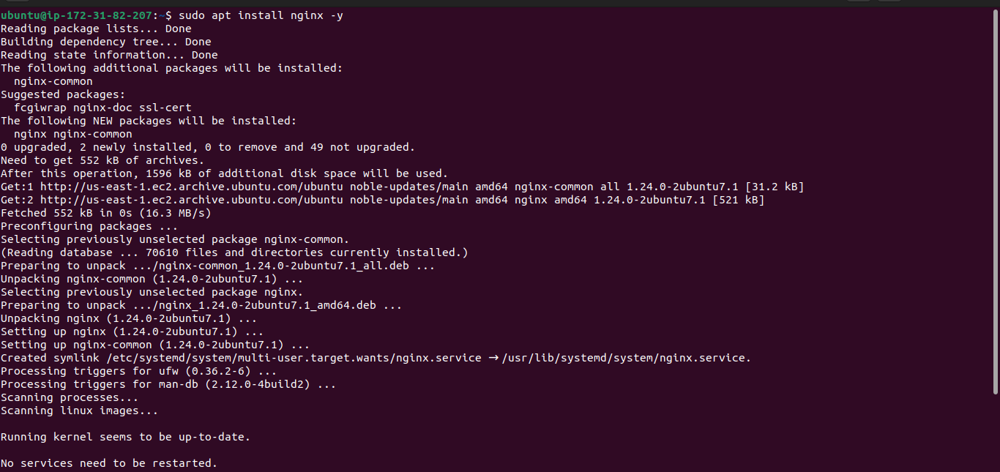 ubuntu@ip-172-31-82-207:~$ sudo apt install nginx -y
Reading package lists... Done
Building dependency tree... Done
Reading state information... Done
The following additional packages will be installed:
  nginx-common
Suggested packages:
  fcgiwrap nginx-doc ssl-cert
The following NEW packages will be installed:
  nginx nginx-common
0 upgraded, 2 newly installed, 0 to remove and 49 not upgraded.
Need to get 552 kB of archives.
After this operation, 1596 kB of additional disk space will be used.
Get:1 http://us-east-1.ec2.archive.ubuntu.com/ubuntu noble-updates/main amd64 nginx-common all 1.24.0-2ubuntu7.1 [31.2 kB]
Get:2 http://us-east-1.ec2.archive.ubuntu.com/ubuntu noble-updates/main amd64 nginx amd64 1.24.0-2ubuntu7.1 [521 kB]
Fetched 552 kB in 0s (16.3 MB/s)
Preconfiguring packages ...
Selecting previously unselected package nginx-common.
(Reading database ... 70610 files and directories currently installed.)
Preparing to unpack .../nginx-common_1.24.0-2ubuntu7.1_all.deb ...
Unpacking nginx-common (1.24.0-2ubuntu7.1) ...
Selecting previously unselected package nginx.
Preparing to unpack .../nginx_1.24.0-2ubuntu7.1_amd64.deb ...
Unpacking nginx (1.24.0-2ubuntu7.1) ...
Setting up nginx (1.24.0-2ubuntu7.1) ...
Setting up nginx-common (1.24.0-2ubuntu7.1) ...
Created symlink /etc/systemd/system/multi-user.target.wants/nginx.service → /usr/lib/systemd/system/nginx.service.
Processing triggers for ufw (0.36.2-6) ...
Processing triggers for man-db (2.12.0-4build2) ...
Scanning processes...
Scanning linux images...

Running kernel seems to be up-to-date.

No services need to be restarted.